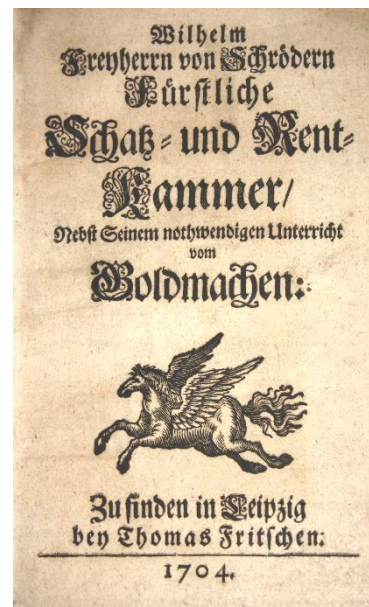 Wilhelm
Freyherrn von Schrödern
Fürstliche
Schatz- und Rent-
Kammer/
Nebst Seinem nothwendigen Unterricht
vom
Goldmachen:
Zu finden in Leipzig
bey Thomas Fritschen.
1704.